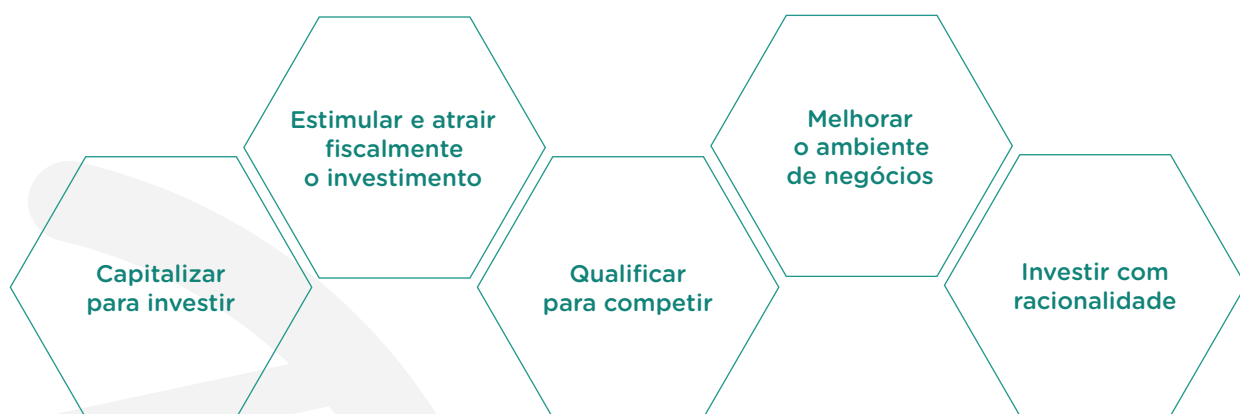 Capitalizar
para investir
Estimular e atrair
fiscalmente
o investimento
Qualificar
para competir
Melhorar
o ambiente
de negócios
Investir com
racionalidade